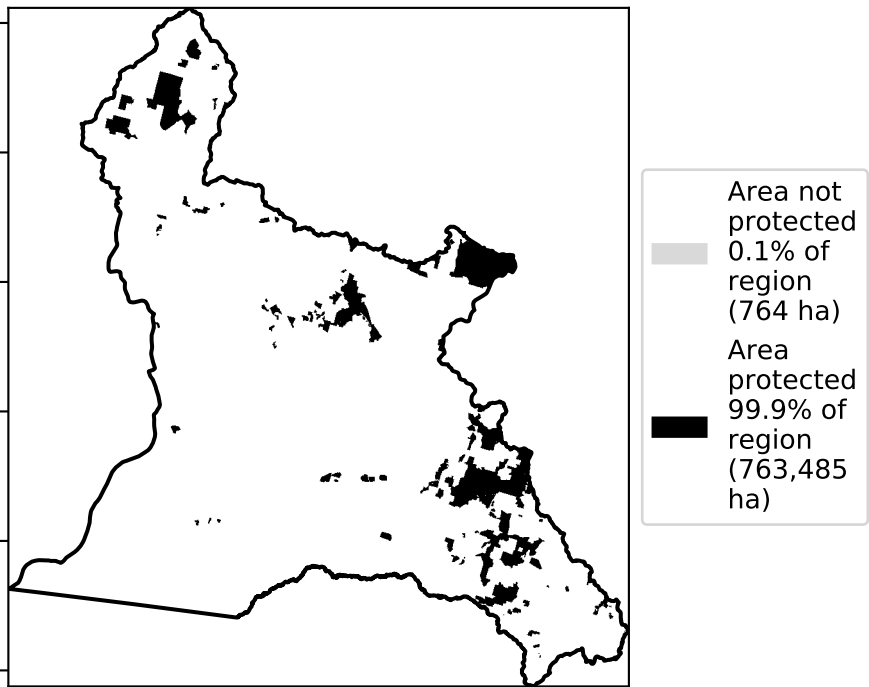 Area not
protected
0.1% of
region
(764 ha)
Area
protected
99.9% of
region
(763,485
ha)